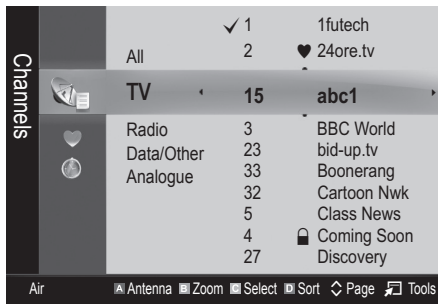 Channels
1 1futech
All 2 24ore.tv
TV 15 abc1
Radio 3 BBC World
Data/Other 23 bid-up.tv
Analogue 33 Boonerang
32 Cartoon Nwk
5 Class News
4 Coming Soon
27 Discovery
Air A Antenna B Zoom C Select D Sort Page Tools